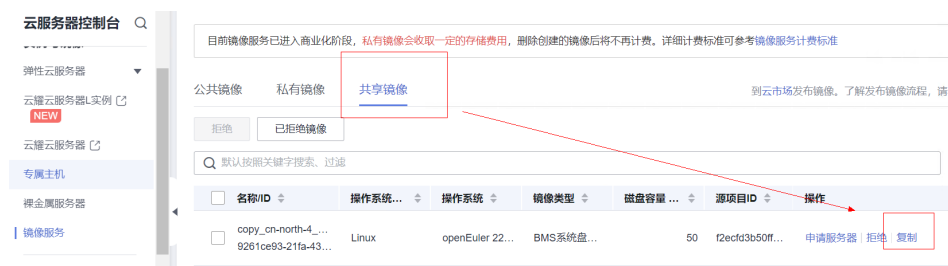 云服务器控制台
弹性云服务器
云耀云服务器L实例
NEW
云耀云服务器
专属主机
裸金属服务器
镜像服务
目前镜像服务已进入商业化阶段，私有镜像会收取一定的存储费用，删除创建的镜像后将不再计费。详细计费标准可参考镜像服务计费标准
公共镜像 私有镜像 共享镜像 到云市场发布镜像。了解发布镜像流程，请
拒绝 已拒绝镜像
默认按照关键字搜索、过滤
名称/ID 操作系统... 操作系统 镜像类型 磁盘容量 ... 源项目ID 操作
copy_cn-north-4_...
9261ce93-21fa-43... Linux openEuler 22... BMS系统盘... 50 f2ecfd3b50ff... 申请服务器 拒绝 复制